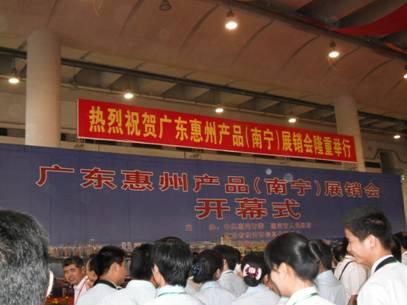 热烈祝贺广东惠州产品(南宁)展销会隆重举行
广东惠州产品(南宁)展销会
开幕式